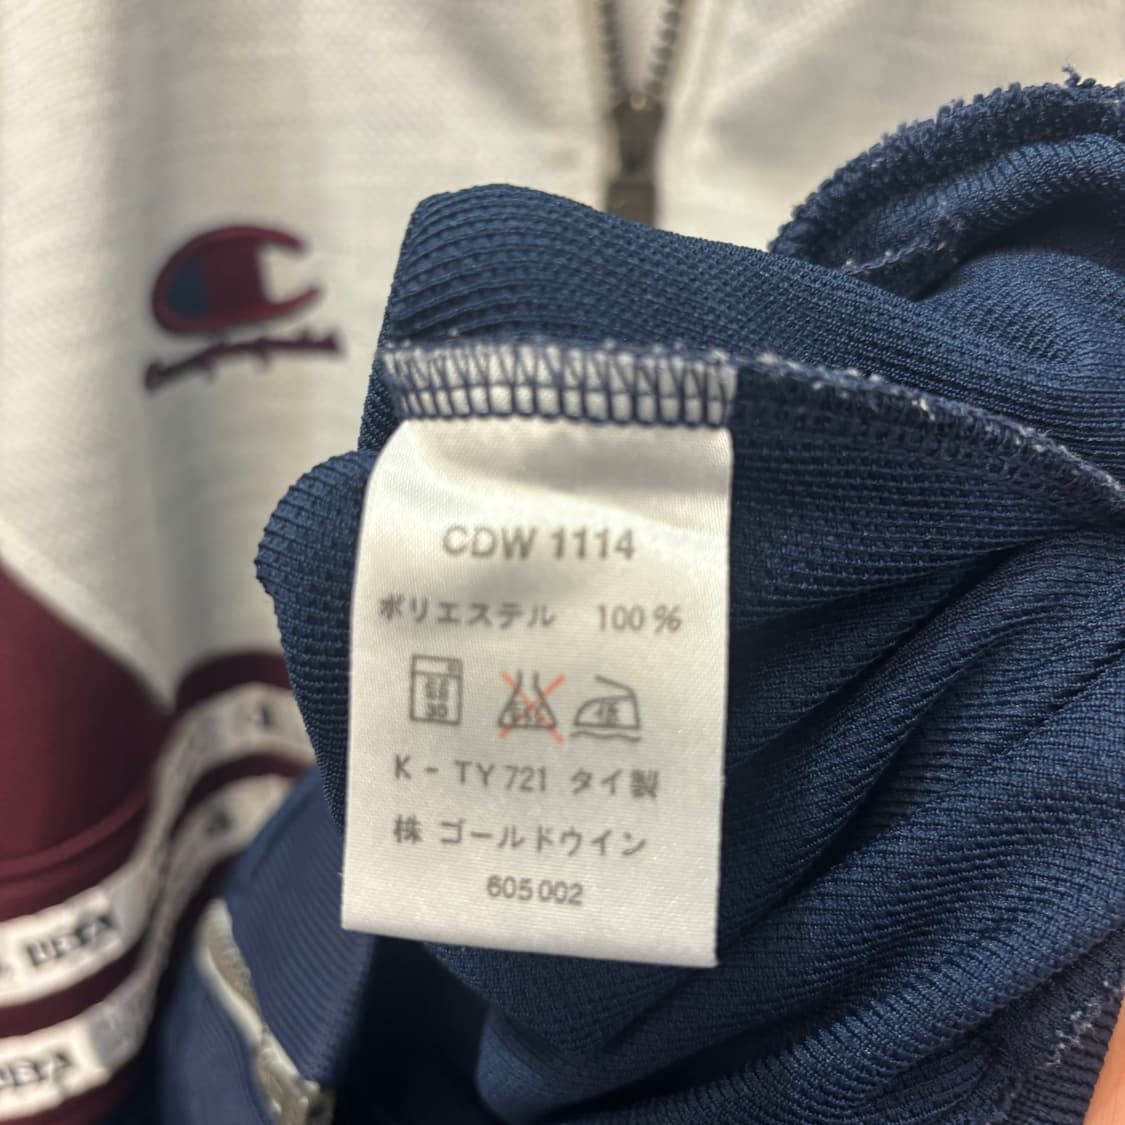 CDW 1114
ポリエステル 100%
30
K - TY 721 タイ製
株 ゴールドウイン
605 002